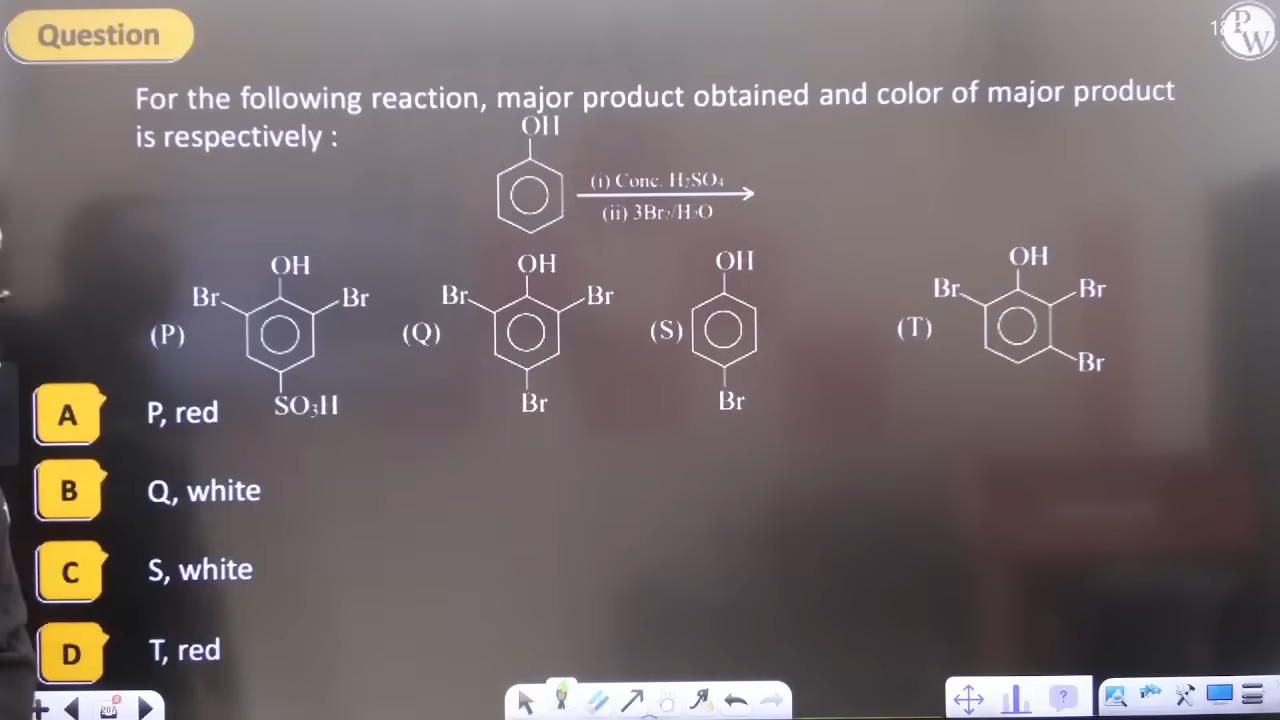 Question
18
PW
For the following reaction, major product obtained and color of major product
is respectively :
OH
(i) Conc. H₂SO₄
(ii) 3Br₂/H₂O
OH
Br
Br
(P)
SO₃H
OH
Br
Br
(Q)
Br
OH
(S)
Br
OH
Br
Br
(T)
Br
A P, red
B Q, white
C S, white
D T, red
207